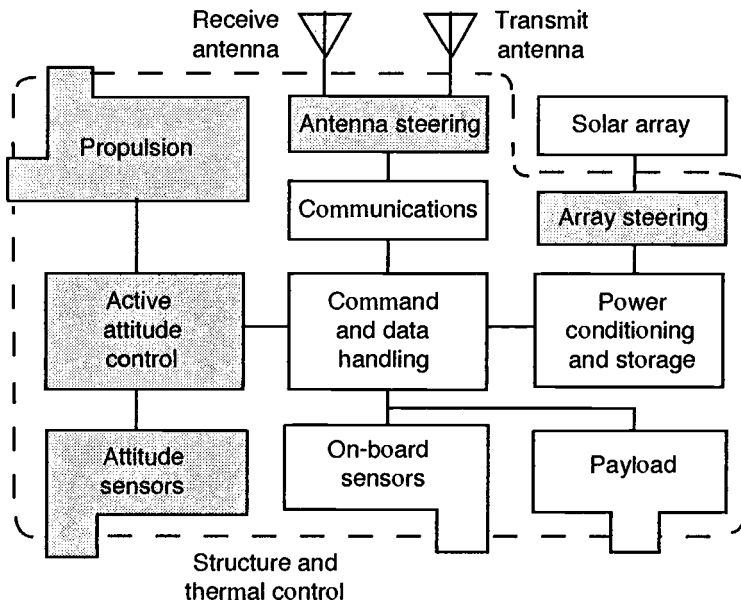 Receive
antenna
Transmit
antenna
Propulsion
Antenna steering
Solar array
Communications
Array steering
Active
attitude
control
Command
and data
handling
Power
conditioning
and storage
Attitude
sensors
On-board
sensors
Payload
Structure and
thermal control